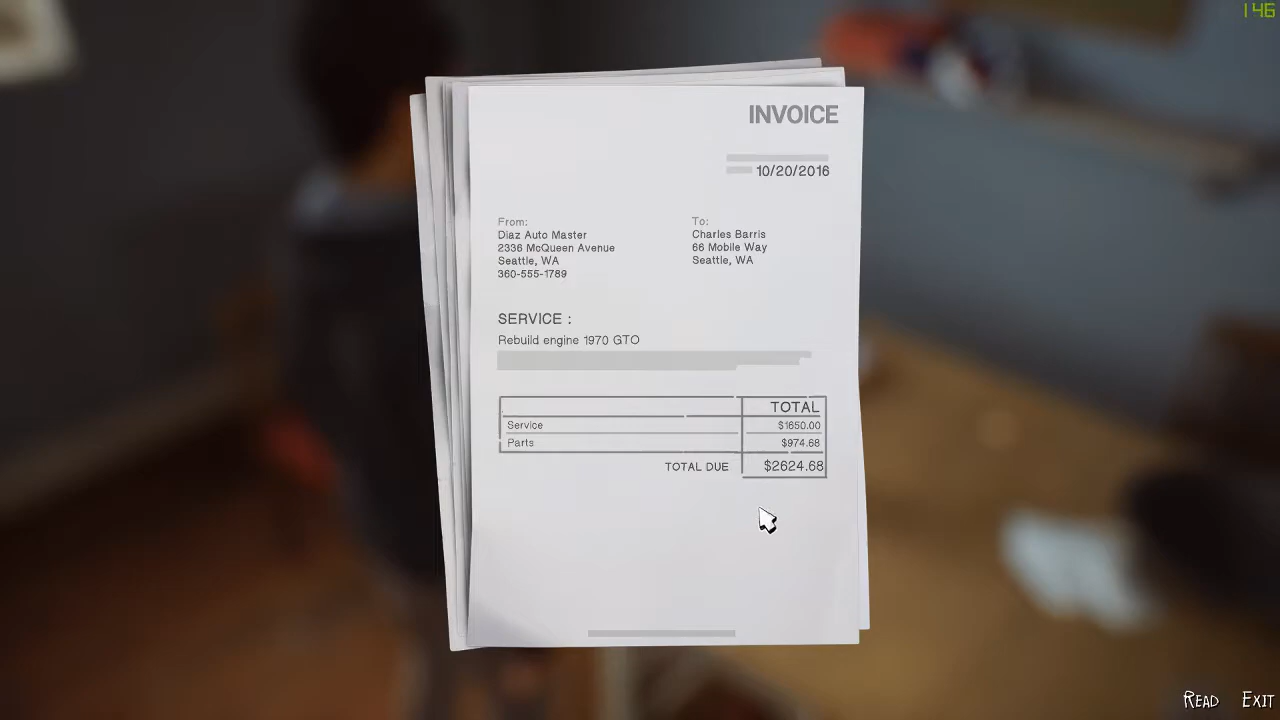 146
INVOICE
10/20/2016
From:
Diaz Auto Master
2336 McQueen Avenue
Seattle, WA
360-555-1789
To:
Charles Barris
66 Mobile Way
Seattle, WA
SERVICE :
Rebuild engine 1970 GTO
TOTAL
Service $1650.00
Parts $974.68
TOTAL DUE $2624.68
READ EXIT